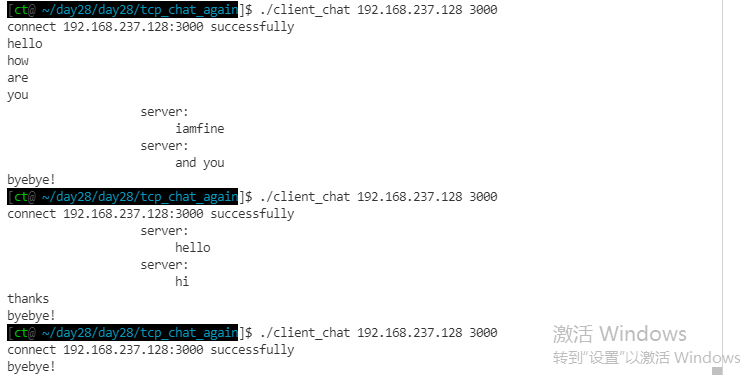 [ct@ ~/day28/day28/tcp_chat_again]$ ./client_chat 192.168.237.128 3000
connect 192.168.237.128:3000 successfully
hello
how
are
you
server:
iamfine
server:
and you
byebye!
[ct@ ~/day28/day28/tcp_chat_again]$ ./client_chat 192.168.237.128 3000
connect 192.168.237.128:3000 successfully
server:
hello
server:
hi
thanks
byebye!
[ct@ ~/day28/day28/tcp_chat_again]$ ./client_chat 192.168.237.128 3000
connect 192.168.237.128:3000 successfully
byebye!
激活 Windows
转到"设置"以激活 Windows